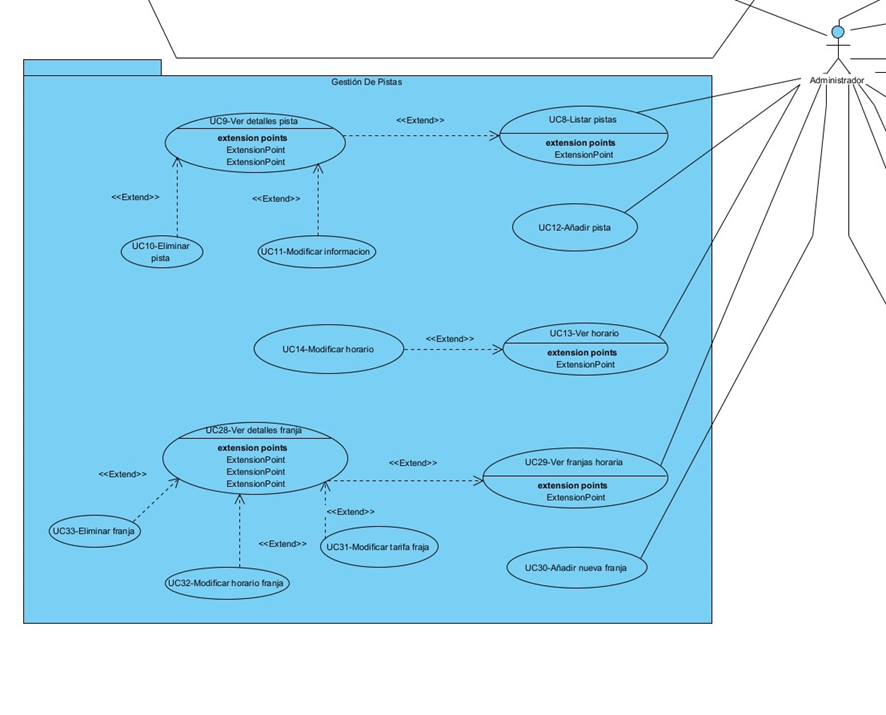 Administrador
Gestión De Pistas
UC9-Ver detalles pista
extension points
ExtensionPoint
ExtensionPoint
<<Extend>>
UC8-Listar pistas
extension points
ExtensionPoint
<<Extend>>
<<Extend>>
UC10-Eliminar
pista
UC11-Modificar informacion
UC12-Añadir pista
UC14-Modificar horario
<<Extend>>
UC13-Ver horario
extension points
ExtensionPoint
UC28-Ver detalles franja
extension points
ExtensionPoint
ExtensionPoint
ExtensionPoint
<<Extend>>
<<Extend>>
UC29-Ver franjas horaria
extension points
ExtensionPoint
<<Extend>>
UC33-Eliminar franja
<<Extend>>
UC31-Modificar tarifa fraja
UC32-Modificar horario franja
UC30-Añadir nueva franja